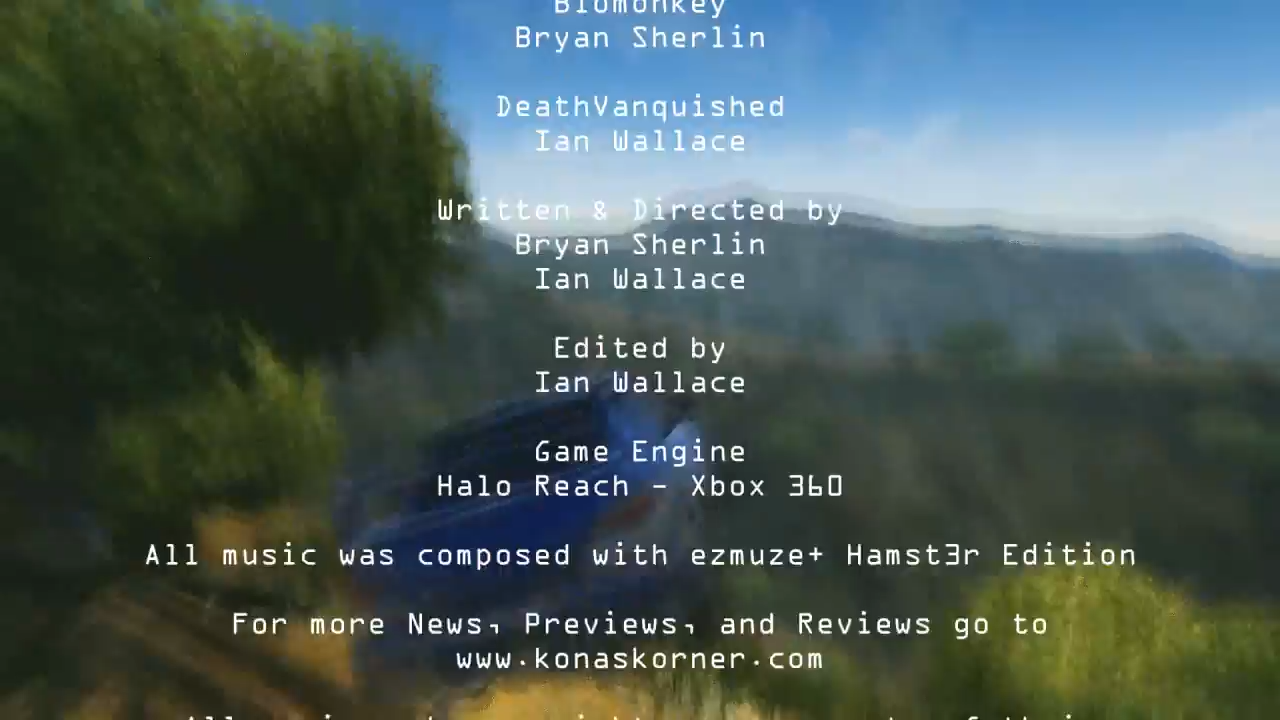 Biomonkey
Bryan Sherlin
DeathVanquished
Ian Wallace
Written & Directed by
Bryan Sherlin
Ian Wallace
Edited by
Ian Wallace
Game Engine
Halo Reach - Xbox 360
All music was composed with ezmuze+ Hamst3r Edition
For more News, Previews, and Reviews go to
www.konaskorner.com